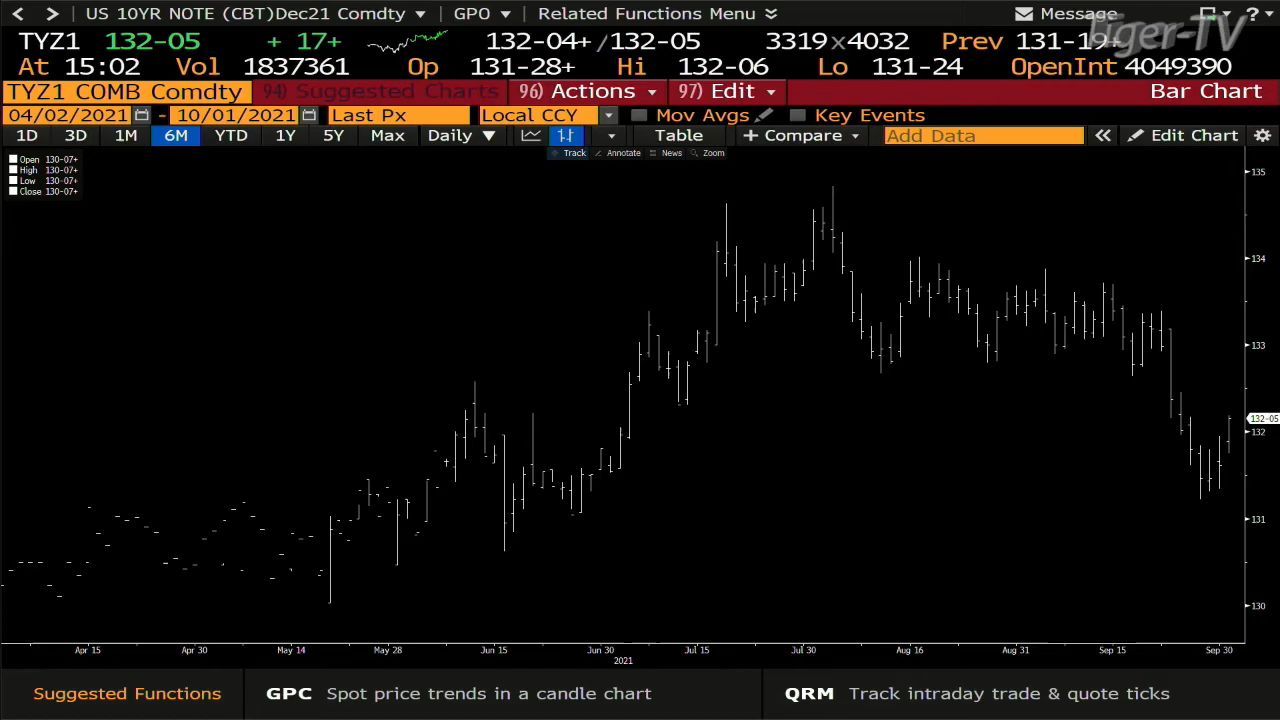 US 10YR NOTE (CBT)Dec21 Comdty GPO Related Functions Menu Message ?
TYZ1 132-05 + 17+ 132-04+/132-05 3319x4032 Prev 131-19+
Tiger-TV
At 15:02 Vol 1837361 Op 131-28+ Hi 132-06 Lo 131-24 OpenInt 4049390
TYZ1 COMB Comdty 94) Suggested Charts 96) Actions 97) Edit Bar Chart
04/02/2021 - 10/01/2021 Last Px Local CCY Mov Avgs Key Events
1D 3D 1M 6M YTD 1Y 5Y Max Daily Table + Compare Add Data Edit Chart
Track Annotate News Zoom
Open 130-07+
High 130-07+
Low 130-07+
Close 130-07+
135
134
133
132-05
132
131
130
Apr 15 Apr 30 May 14 May 28 Jun 15 Jun 30 Jul 15 Jul 30 Aug 16 Aug 31 Sep 15 Sep 30
2021
Suggested Functions GPC Spot price trends in a candle chart QRM Track intraday trade & quote ticks